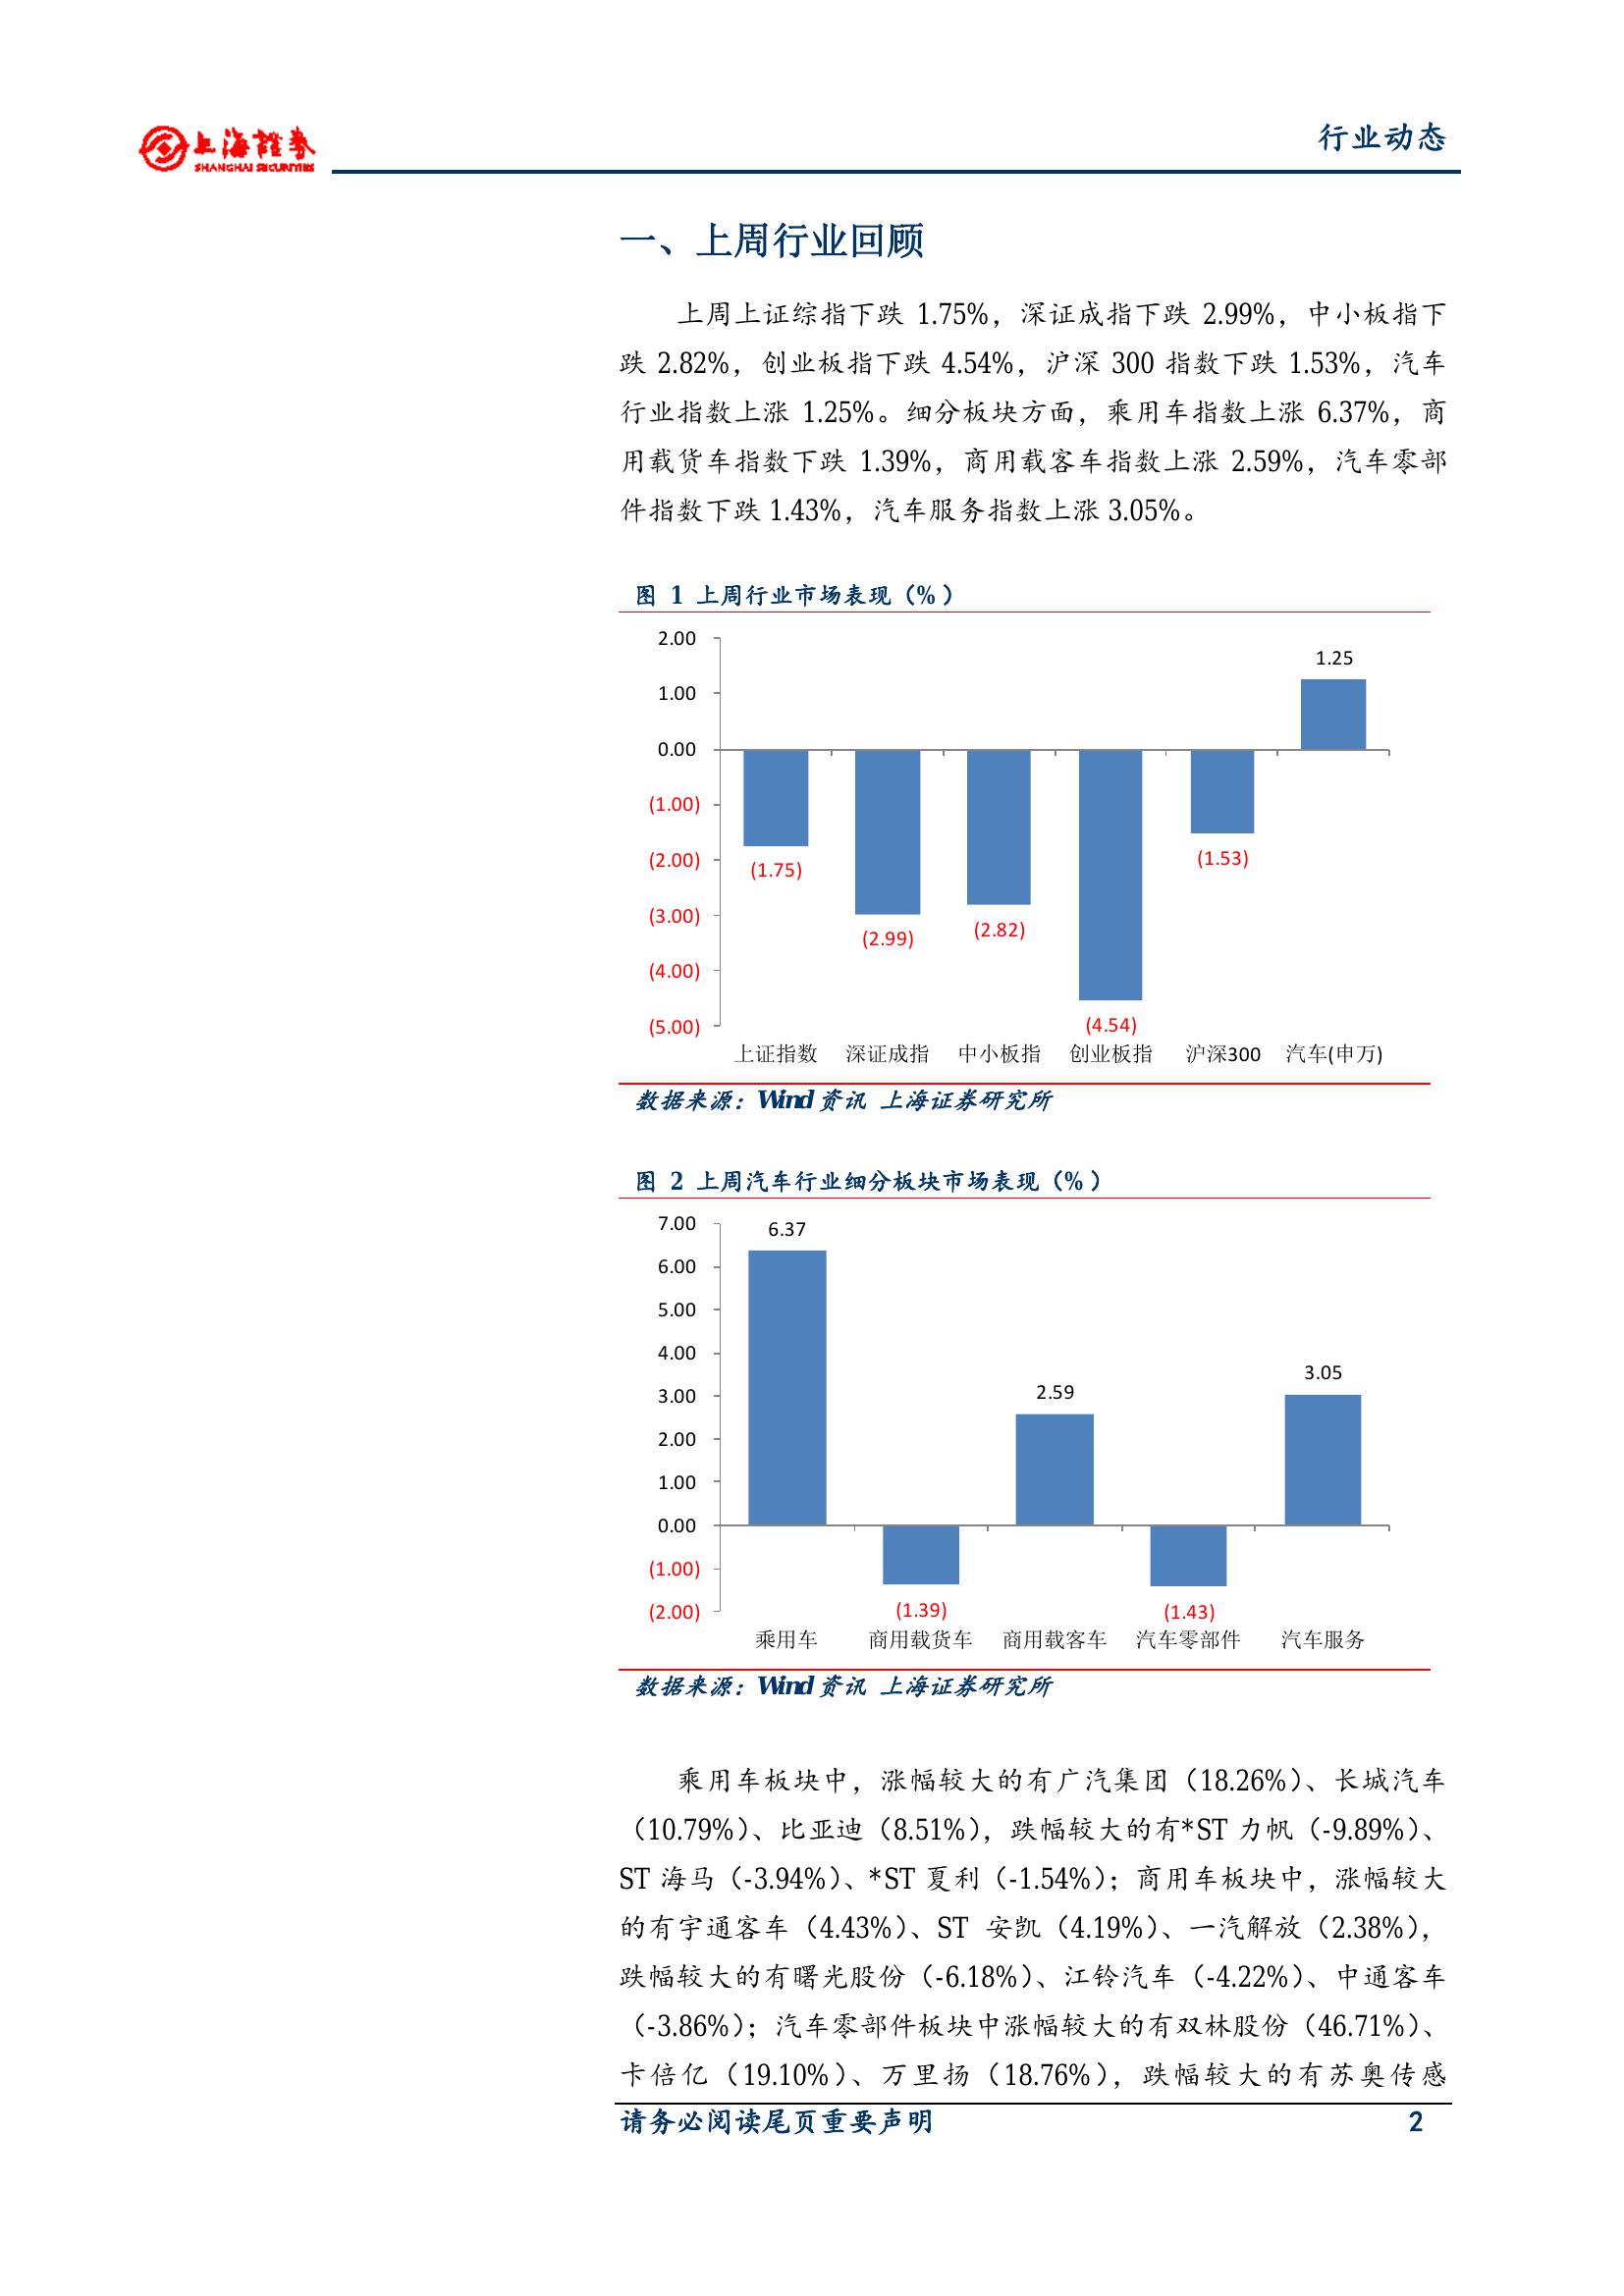 上海證券
SHANGHAI SECURITIES
行业动态
一、上周行业回顾
上周上证综指下跌 1.75%，深证成指下跌 2.99%，中小板指下
跌 2.82%，创业板指下跌 4.54%，沪深 300 指数下跌 1.53%，汽车
行业指数上涨 1.25%。细分板块方面，乘用车指数上涨 6.37%，商
用载货车指数下跌 1.39%，商用载客车指数上涨 2.59%，汽车零部
件指数下跌 1.43%，汽车服务指数上涨 3.05%。
图 1 上周行业市场表现（%）
2.00
1.00
0.00
(1.00)
(2.00)
(3.00)
(4.00)
(5.00)
(1.75)
(2.99)
(2.82)
(4.54)
(1.53)
1.25
上证指数 深证成指 中小板指 创业板指 沪深300 汽车(申万)
数据来源：Wind 资讯 上海证券研究所
图 2 上周汽车行业细分板块市场表现（%）
7.00
6.00
5.00
4.00
3.00
2.00
1.00
0.00
(1.00)
(2.00)
6.37
(1.39)
2.59
(1.43)
3.05
乘用车 商用载货车 商用载客车 汽车零部件 汽车服务
数据来源：Wind 资讯 上海证券研究所
乘用车板块中，涨幅较大的有广汽集团（18.26%）、长城汽车
（10.79%）、比亚迪（8.51%），跌幅较大的有*ST 力帆（-9.89%）、
ST 海马（-3.94%）、*ST 夏利（-1.54%）；商用车板块中，涨幅较大
的有宇通客车（4.43%）、ST 安凯（4.19%）、一汽解放（2.38%），
跌幅较大的有曙光股份（-6.18%）、江铃汽车（-4.22%）、中通客车
（-3.86%）；汽车零部件板块中涨幅较大的有双林股份（46.71%）、
卡倍亿（19.10%）、万里扬（18.76%），跌幅较大的有苏奥传感
请务必阅读尾页重要声明 2